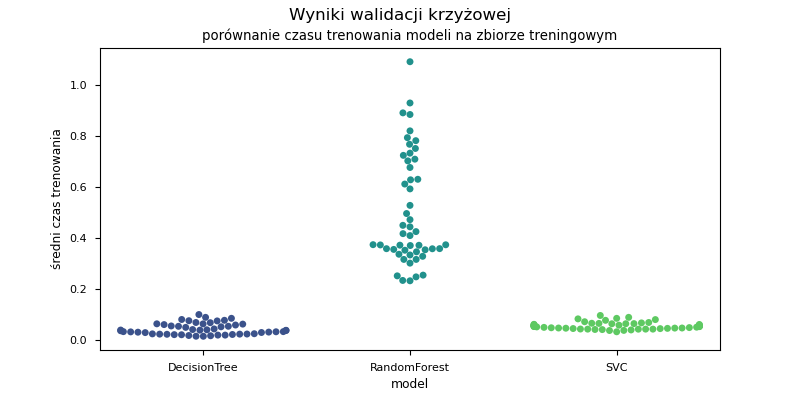 Wyniki walidacji krzyżowej
porównanie czasu trenowania modeli na zbiorze treningowym
średni czas trenowania
1.0
0.8
0.6
0.4
0.2
0.0
DecisionTree
RandomForest
SVC
model